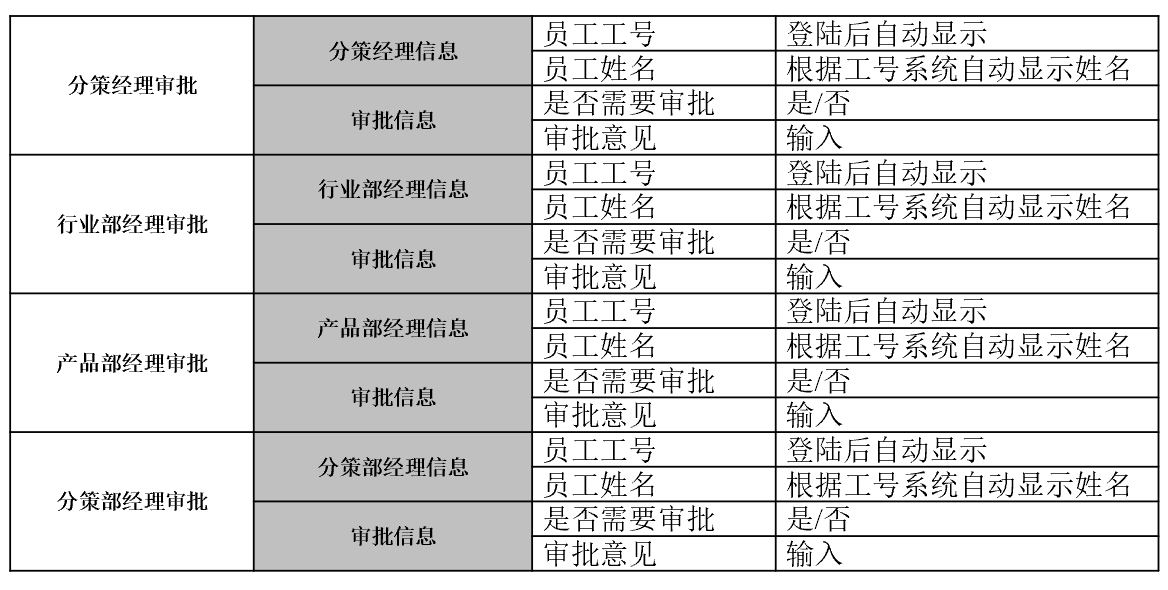 分策经理审批
分策经理信息
员工工号
登陆后自动显示
员工姓名
根据工号系统自动显示姓名
审批信息
是否需要审批
是/否
审批意见
输入
行业部经理审批
行业部经理信息
员工工号
登陆后自动显示
员工姓名
根据工号系统自动显示姓名
审批信息
是否需要审批
是/否
审批意见
输入
产品部经理审批
产品部经理信息
员工工号
登陆后自动显示
员工姓名
根据工号系统自动显示姓名
审批信息
是否需要审批
是/否
审批意见
输入
分策部经理审批
分策部经理信息
员工工号
登陆后自动显示
员工姓名
根据工号系统自动显示姓名
审批信息
是否需要审批
是/否
审批意见
输入